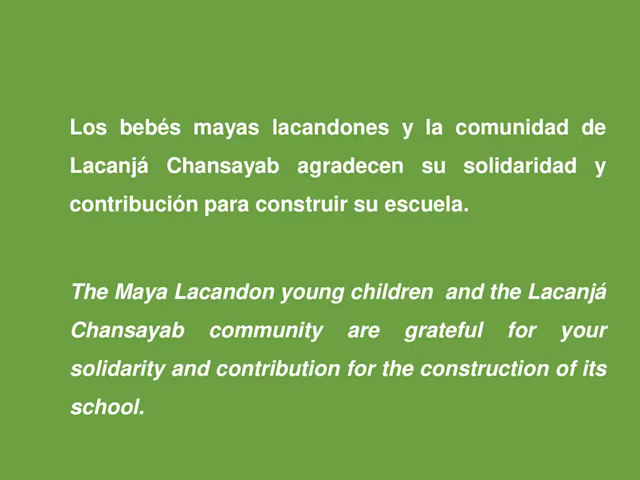 Los bebés mayas lacandones y la comunidad de
Lacanjá Chansayab agradecen su solidaridad y
contribución para construir su escuela.
The Maya Lacandon young children and the Lacanjá
Chansayab community are grateful for your
solidarity and contribution for the construction of its
school.